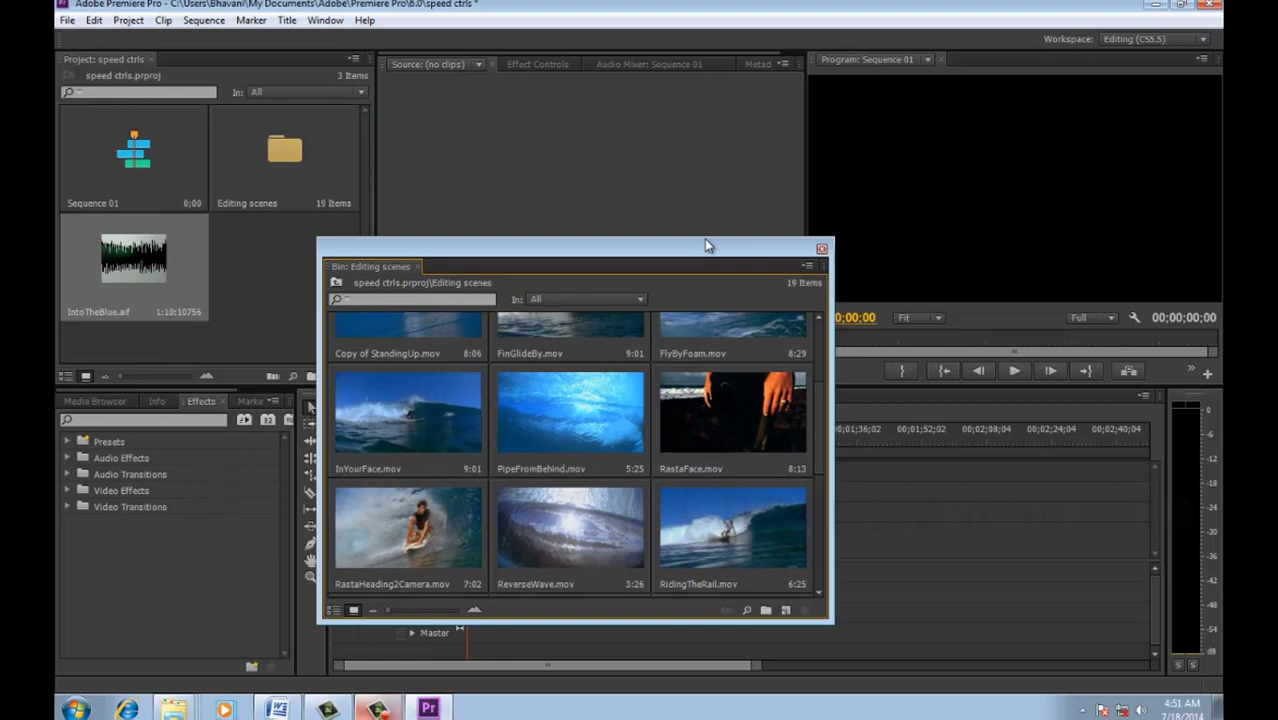 Adobe Premiere Pro - C:\Users\Bhavani\My Documents\Adobe\Premiere Pro\6.0\speed ctrls *
File Edit Project Clip Sequence Marker Title Window Help
Workspace: Editing (CS5.5)
Project: speed ctrls
speed ctrls.prproj 3 Items
In: All
Sequence 01 0;00
Editing scenes 19 Items
IntoTheBlue.aif 1:10:10756
Source: (no clips) Effect Controls Audio Mixer: Sequence 01 Metad
Program: Sequence 01
Bin: Editing scenes
speed ctrls.prproj\Editing scenes 19 Items
In: All
Copy of StandingUp.mov 8:06
FinGlideBy.mov 9:01
FlyByFoam.mov 8:29
InYourFace.mov 9:01
PipeFromBehind.mov 5:25
RastaFace.mov 8:13
RastaHeading2Camera.mov 7:02
ReverseWave.mov 3:26
RidingTheRail.mov 6:25
00;00;00 Fit Full 00;00;00;00
Media Browser Info Effects Marke
32
Presets
Audio Effects
Audio Transitions
Video Effects
Video Transitions
00;01;36;02 00;01;52;02 00;02;08;04 00;02;24;04 00;02;40;04
Master
0
-6
-12
-18
-24
-30
-36
-42
-48
-54
dB
S S
4:51 AM
7/18/2014